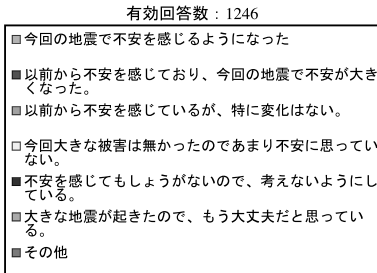 有効回答数：1246
今回の地震で不安を感じるようになった
以前から不安を感じており、今回の地震で不安が大き
くなった。
以前から不安を感じているが、特に変化はない。
今回大きな被害は無かったのであまり不安に思ってい
ない。
不安を感じてもしょうがないので、考えないようにし
ている。
大きな地震が起きたので、もう大丈夫だと思ってい
る。
その他